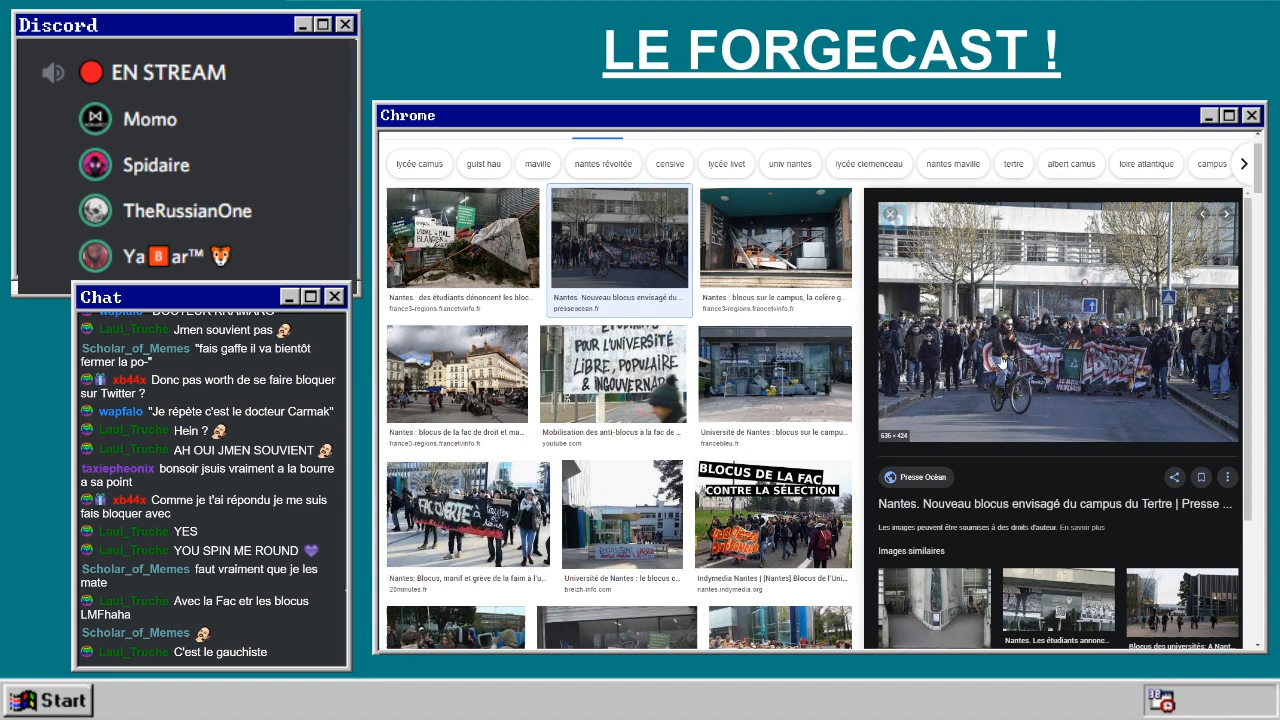 Discord
EN STREAM
Momo
Spidaire
TheRussianOne
Ya B ar™
LE FORGECAST !
Chat
Laul_Truche Jmen souvient pas
Scholar_of_Memes "fais gaffe il va bientôt
fermer la po-"
xb44x Donc pas worth de se faire bloquer
sur Twitter ?
wapfalo "Je répète c'est le docteur Carmak"
Laul_Truche Hein ?
Laul_Truche AH OUI JMEN SOUVIENT
taxiepheonix bonsoir jsuis vraiment a la bourre
a sa point
xb44x Comme je t'ai répondu je me suis
fais bloquer avec
Laul_Truche YES
Laul_Truche YOU SPIN ME ROUND
Scholar_of_Memes faut vraiment que je les
mate
Laul_Truche Avec la Fac etr les blocus
LMFhaha
Scholar_of_Memes
Laul_Truche C'est le gauchiste
Chrome
lycée camus guist hau maville nantes révoltée censive lycée livet univ nantes lycée clemenceau nantes maville tertre albert camus loire atlantique campus
Nantes : des étudiants dénoncent les bloc...
france3-regions.francetvinfo.fr
Nantes. Nouveau blocus envisagé du ...
presseocean.fr
Nantes : blocus sur le campus, la colère g...
france3-regions.francetvinfo.fr
POUR L'UNIVERSITÉ
LIBRE, POPULAIRE
& INGOUVERNA
Nantes : blocus de la fac de droit et ma...
france3-regions.francetvinfo.fr
Mobilisation des anti-blocus à la fac de ...
youtube.com
Université de Nantes : blocus sur le campu...
francebleu.fr
BLOCUS DE LA FAC
CONTRE LA SÉLECTION
Nantes: Blocus, manif et grève de la faim à l'u...
20minutes.fr
Université de Nantes : le blocus c...
breizh-info.com
Indymedia Nantes | [Nantes] Blocus de l'Uni...
nantes.indymedia.org
636 × 424
Presse Océan
Nantes. Nouveau blocus envisagé du campus du Tertre | Presse ...
Les images peuvent être soumises à des droits d'auteur. En savoir plus
Images similaires
Nantes. Les étudiants annonc...
Blocus des universités: A Nant...
Start